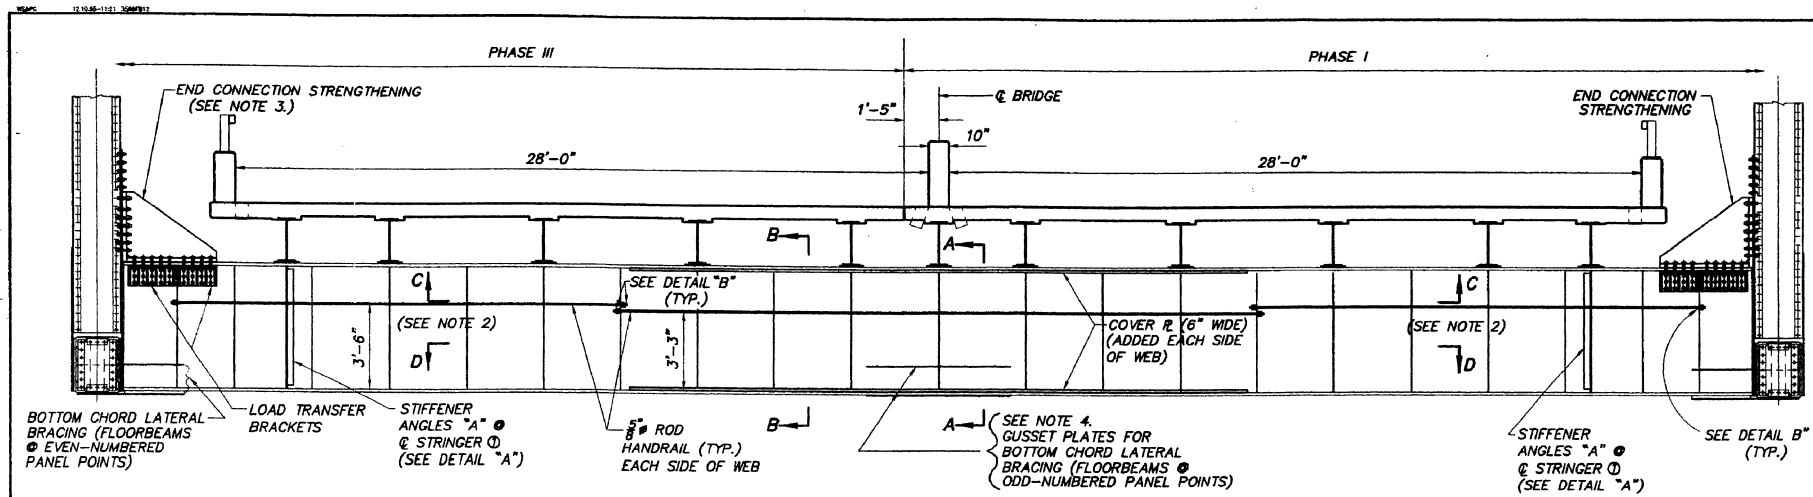 PHASE III
PHASE I
END CONNECTION STRENGTHENING
(SEE NOTE 3.)
℄ BRIDGE
1'-5"
10"
END CONNECTION
STRENGTHENING
28'-0"
28'-0"
B
A
C
SEE DETAIL "B"
(TYP.)
C
(SEE NOTE 2)
COVER ℞ (6" WIDE)
(ADDED EACH SIDE
OF WEB)
(SEE NOTE 2)
3'-6"
D
3'-3"
D
BOTTOM CHORD LATERAL
BRACING (FLOORBEAMS
@ EVEN-NUMBERED
PANEL POINTS)
LOAD TRANSFER
BRACKETS
STIFFENER
ANGLES "A" @
℄ STRINGER ①
(SEE DETAIL "A")
5/8" ROD
HANDRAIL (TYP.)
EACH SIDE OF WEB
B
A
SEE NOTE 4.
GUSSET PLATES FOR
BOTTOM CHORD LATERAL
BRACING (FLOORBEAMS @
ODD-NUMBERED PANEL POINTS)
STIFFENER
ANGLES "A" @
℄ STRINGER ①
(SEE DETAIL "A")
SEE DETAIL B"
(TYP.)